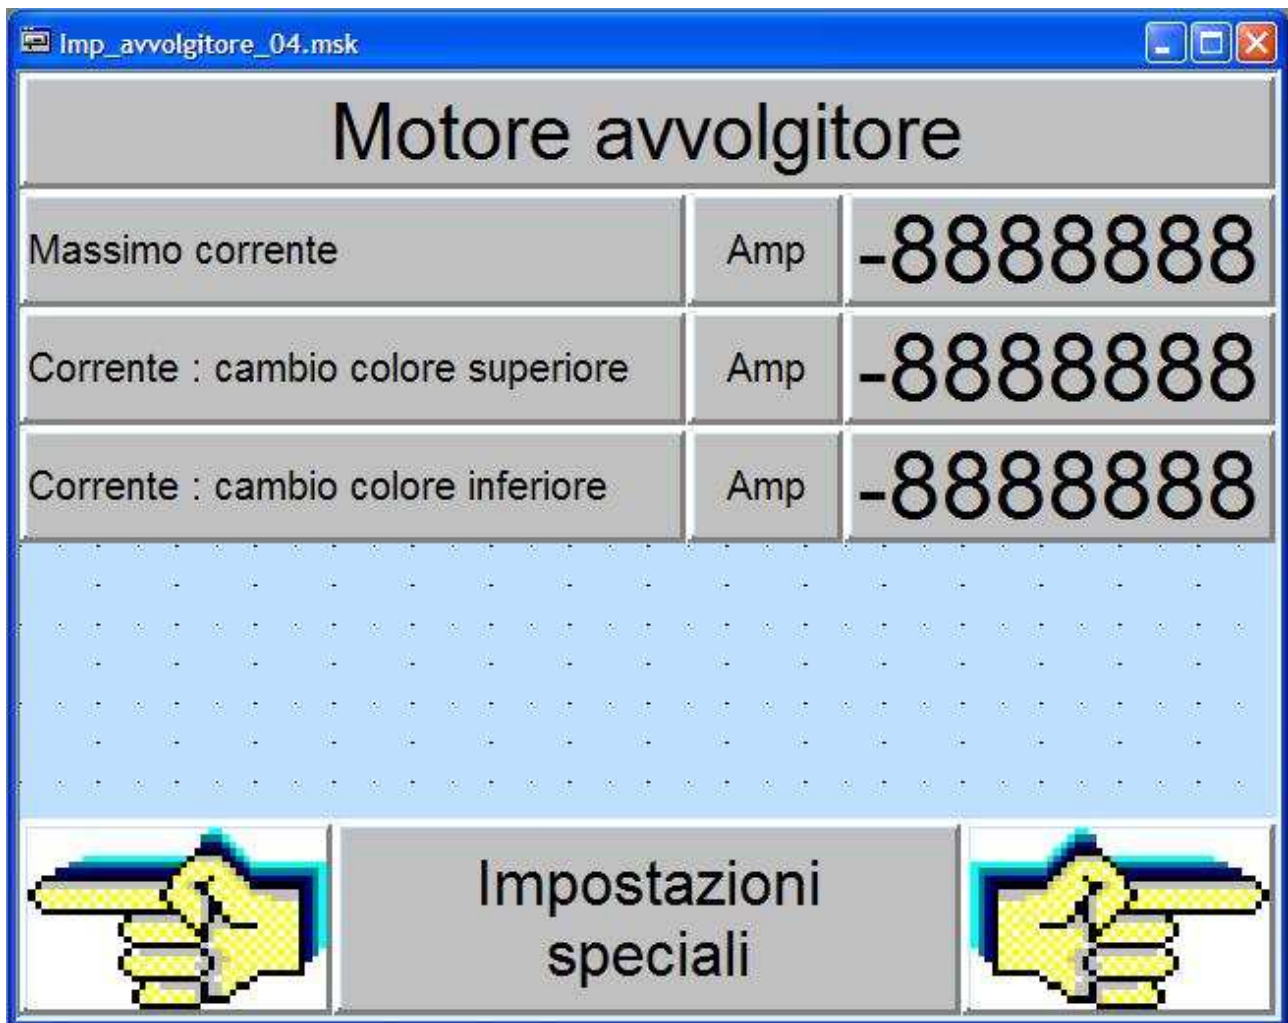 Imp_avvolgitore_04.msk
Motore avvolgitore
Massimo corrente Amp -8888888
Corrente : cambio colore superiore Amp -8888888
Corrente : cambio colore inferiore Amp -8888888
Impostazioni
speciali